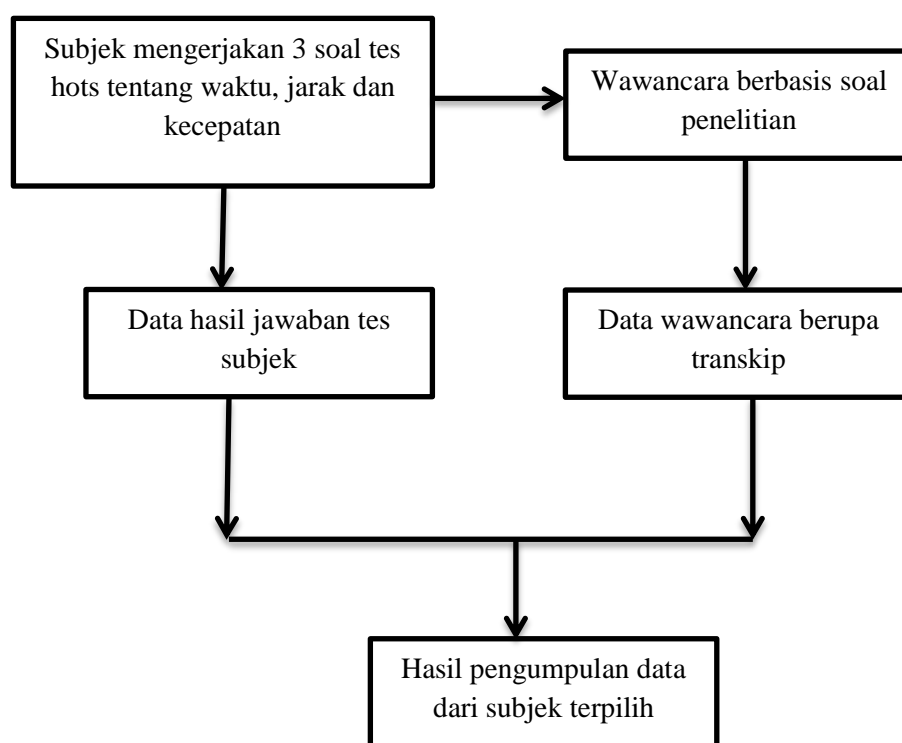 Subjek mengerjakan 3 soal tes
hots tentang waktu, jarak dan
kecepatan
Wawancara berbasis soal
penelitian
Data hasil jawaban tes
subjek
Data wawancara berupa
transkip
Hasil pengumpulan data
dari subjek terpilih